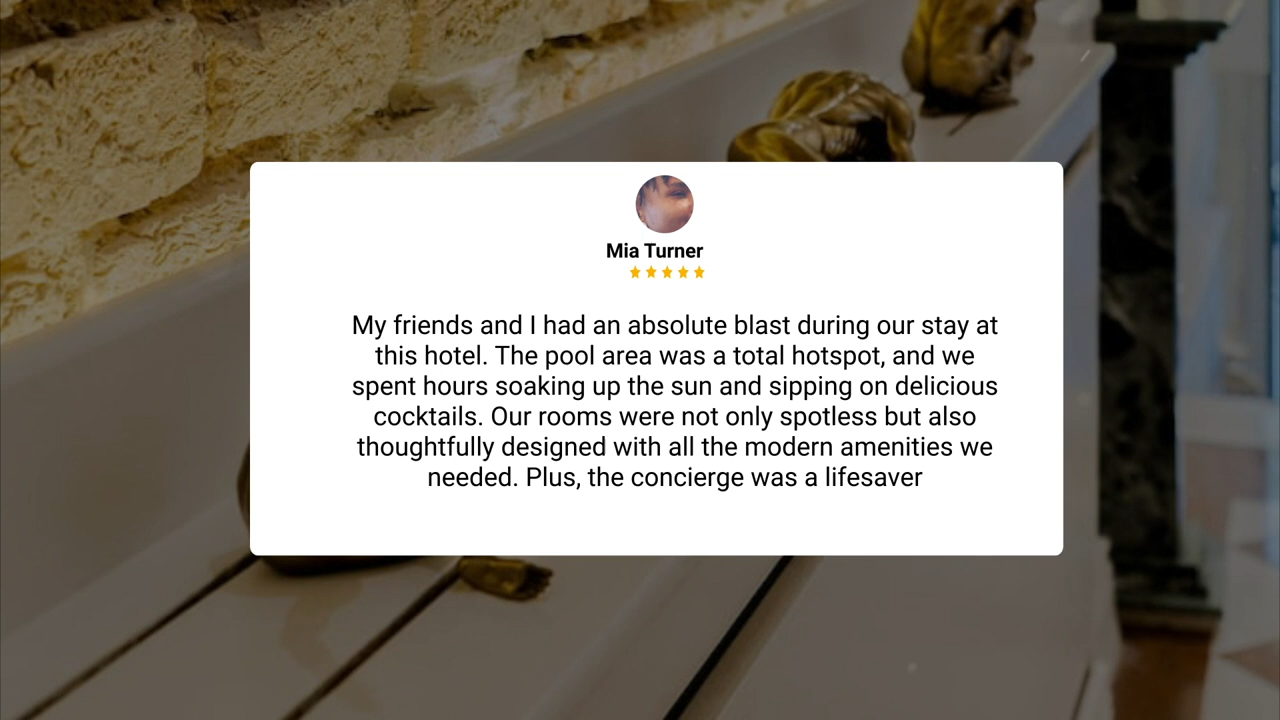 Mia Turner
My friends and I had an absolute blast during our stay at
this hotel. The pool area was a total hotspot, and we
spent hours soaking up the sun and sipping on delicious
cocktails. Our rooms were not only spotless but also
thoughtfully designed with all the modern amenities we
needed. Plus, the concierge was a lifesaver